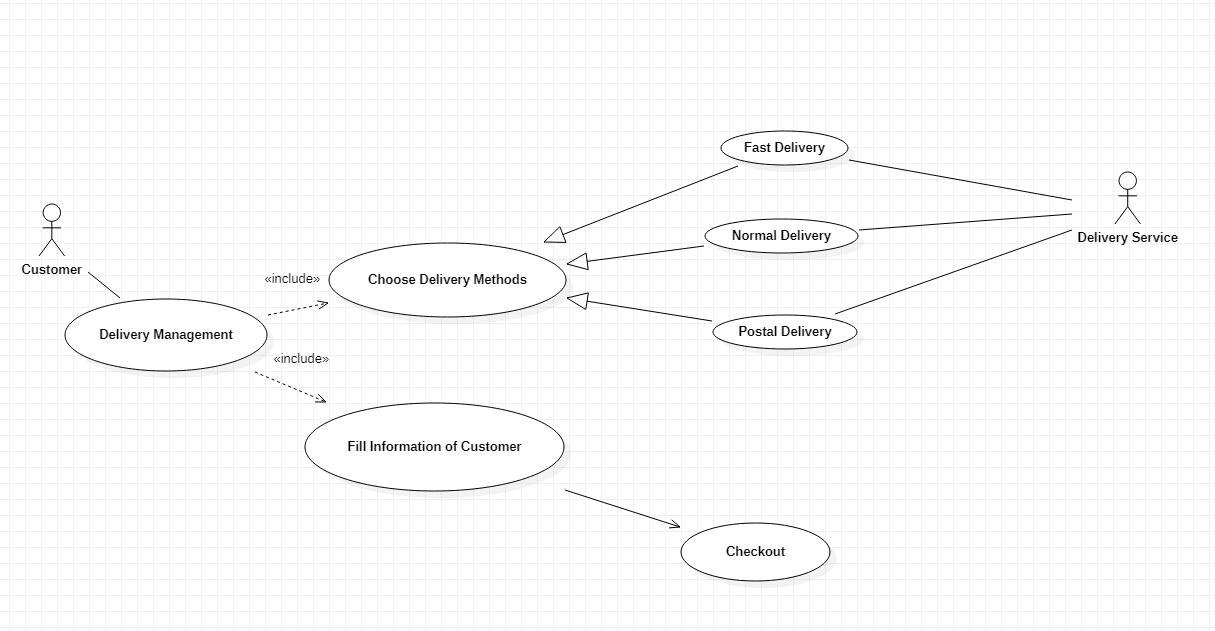 Fast Delivery
Normal Delivery
Delivery Service
Customer
«include»
Choose Delivery Methods
Delivery Management
Postal Delivery
«include»
Fill Information of Customer
Checkout